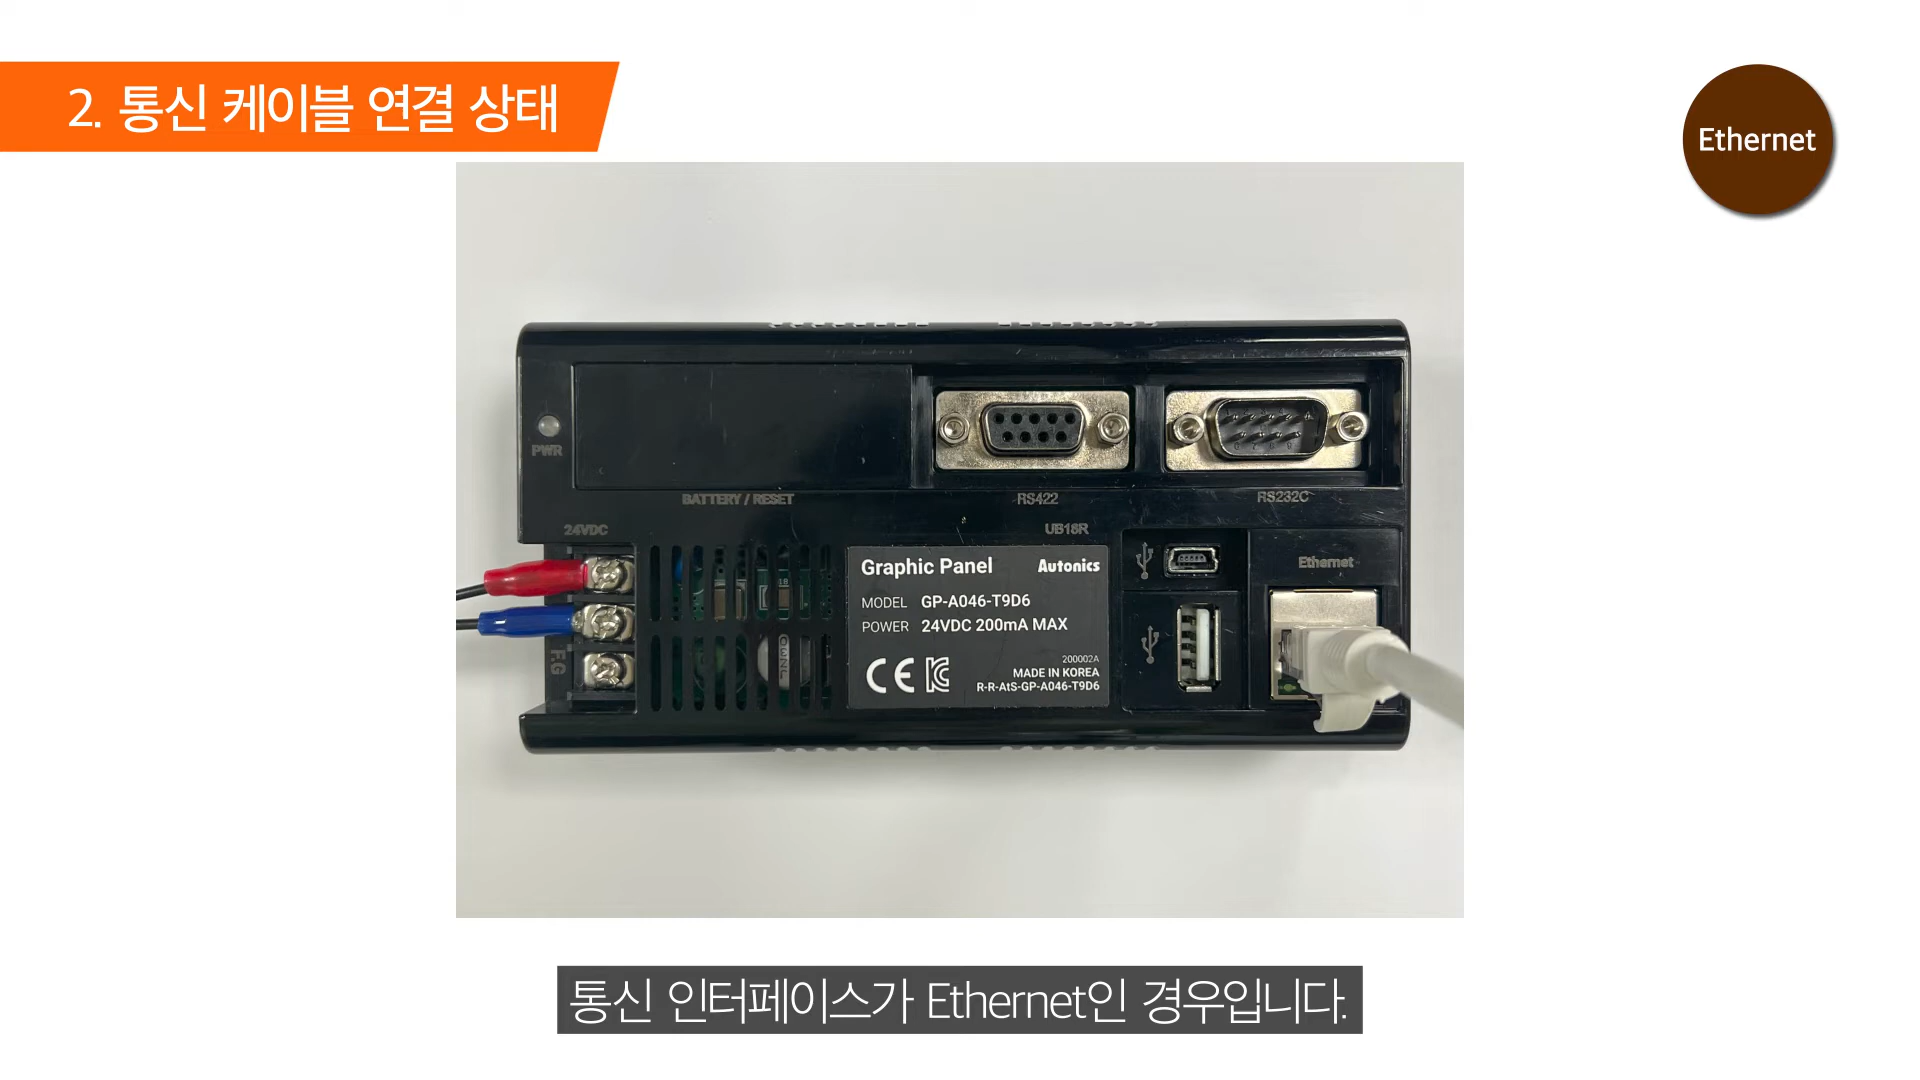 2. 통신 케이블 연결 상태
Ethernet
PWR
BATTERY / RESET
RS422
RS232C
24VDC
UB18R
Ethernet
Graphic Panel
Autonics
MODEL GP-A046-T9D6
POWER 24VDC 200mA MAX
F.G
200002A
MADE IN KOREA
R-R-AtS-GP-A046-T9D6
CE
통신 인터페이스가 Ethernet인 경우입니다.